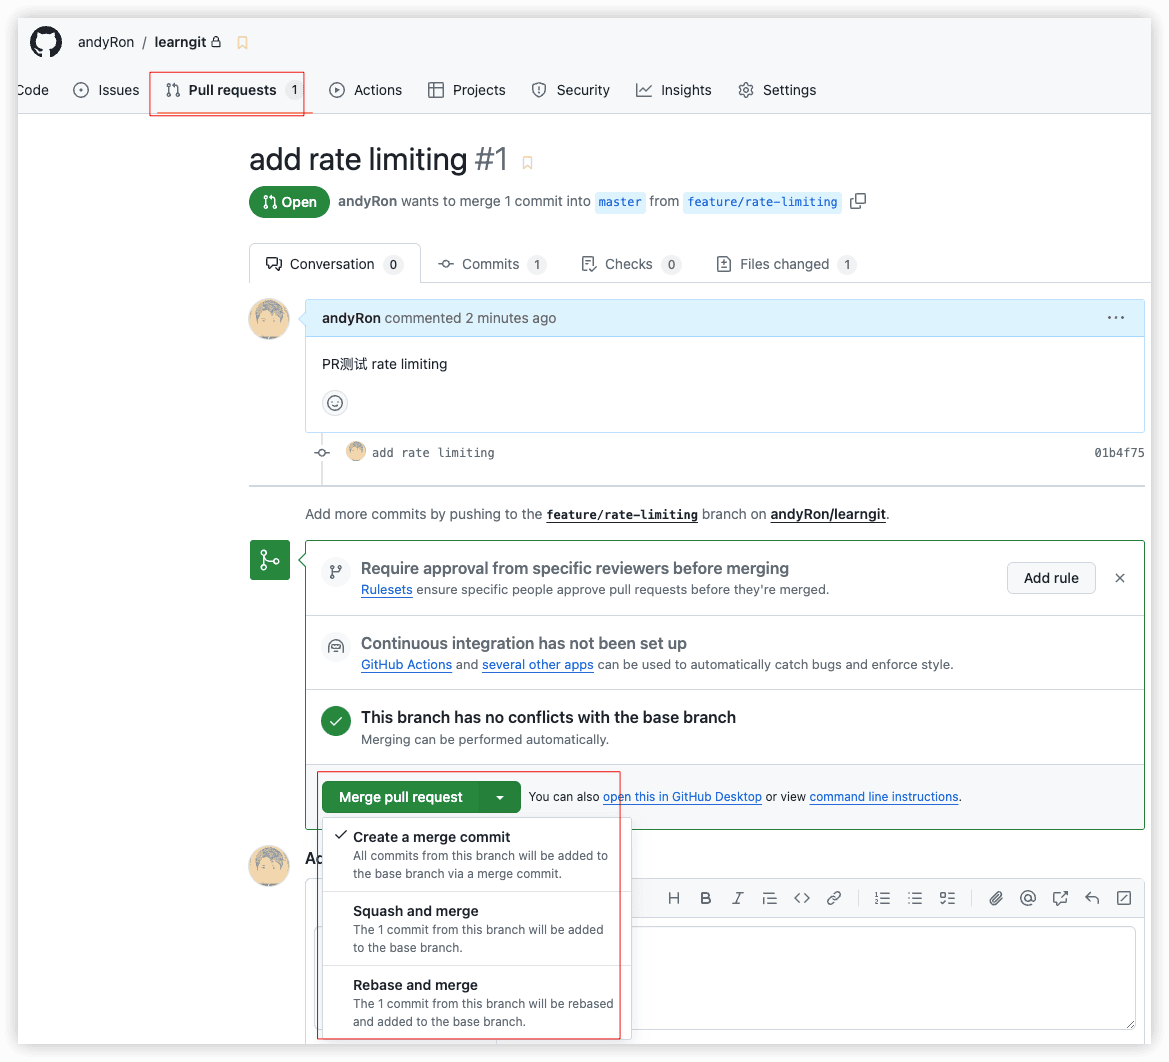 andyRon / learngit
Code Issues Pull requests 1 Actions Projects Security Insights Settings
add rate limiting #1
Open andyRon wants to merge 1 commit into master from feature/rate-limiting
Conversation 0 Commits 1 Checks 0 Files changed 1
andyRon commented 2 minutes ago
PR测试 rate limiting
add rate limiting 01b4f75
Add more commits by pushing to the feature/rate-limiting branch on andyRon/learngit.
Require approval from specific reviewers before merging
Rulesets ensure specific people approve pull requests before they're merged.
Add rule
Continuous integration has not been set up
GitHub Actions and several other apps can be used to automatically catch bugs and enforce style.
This branch has no conflicts with the base branch
Merging can be performed automatically.
Merge pull request You can also open this in GitHub Desktop or view command line instructions.
Create a merge commit
All commits from this branch will be added to
the base branch via a merge commit.
Squash and merge
The 1 commit from this branch will be added
to the base branch.
Rebase and merge
The 1 commit from this branch will be rebased
and added to the base branch.